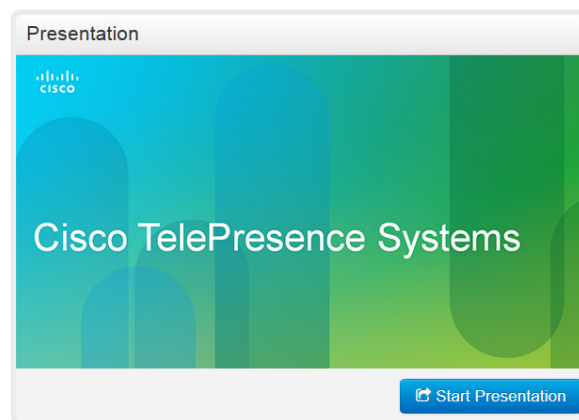 Presentation
CISCO
Cisco TelePresence Systems
Start Presentation